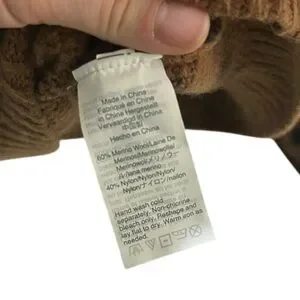 Made in China
Fabriqué en China
In China Hergestellt
Vervaardigd in China
中国製
Hecho en China
60% Merino Wool/Laine De
Merinos/Merinowolle/
Merinowol/メリノウー
Merino
40% Nylon/Nylon/Nylon/
Nylon/ナイロン/nailon
Hand wash cold
separately. Non-chlorine
bleach only. Reshape and
lay flat to dry. Warm iron as
needed.